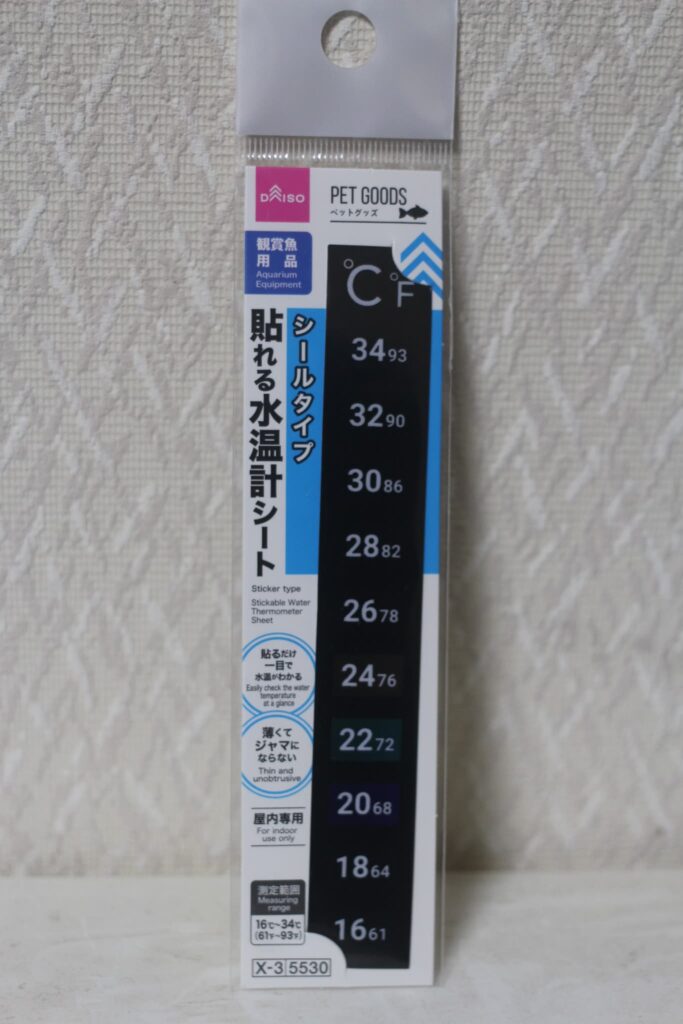 DAISO
PET GOODS
ペットグッズ
観賞魚
用品
Aquarium
Equipment
シールタイプ
貼れる水温計シート
Sticker type
Stickable Water
Thermometer
Sheet
貼るだけ
一目で
水温がわかる
Easily check the water
temperature
at a glance
薄くて
ジャマに
ならない
Thin and
unobtrusive
屋内専用
For indoor
use only
測定範囲
Measuring
range
16℃~34℃
(61℉~93℉)
X-3 5530
℃ ℉
34 93
32 90
30 86
28 82
26 78
24 76
22 72
20 68
18 64
16 61